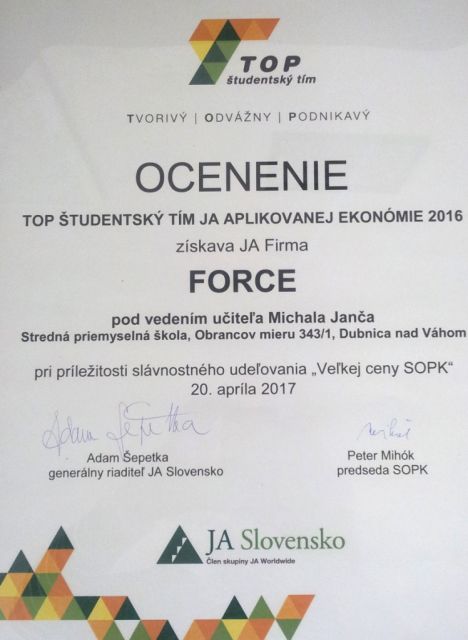 TOP
študentský tím
TVORIVÝ | ODVÁŽNY | PODNIKAVÝ
OCENENIE
TOP ŠTUDENTSKÝ TÍM JA APLIKOVANEJ EKONÓMIE 2016
získava JA Firma
FORCE
pod vedením učiteľa Michala Janča
Stredná priemyselná škola, Obrancov mieru 343/1, Dubnica nad Váhom
pri príležitosti slávnostného udeľovania „Veľkej ceny SOPK“
20. apríla 2017
Adam Šepetka
Adam Šepetka
generálny riaditeľ JA Slovensko
Peter Mihók
predseda SOPK
JA Slovensko
Člen skupiny JA Worldwide